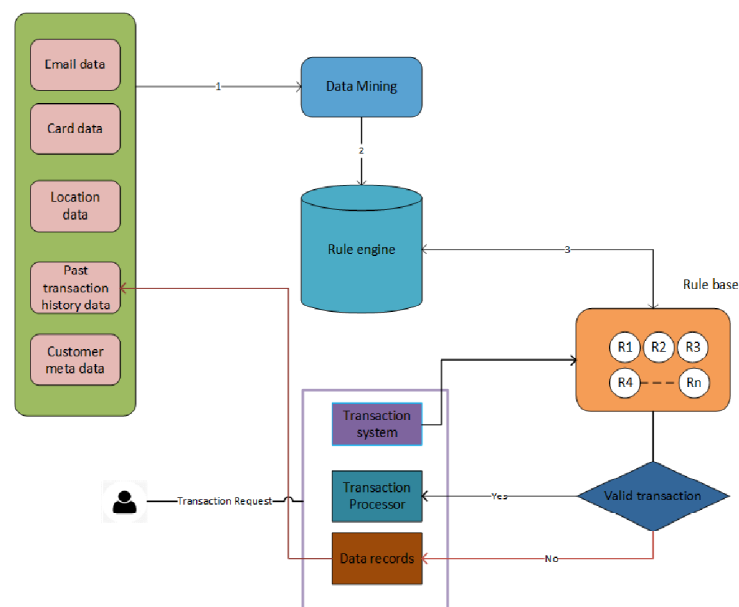 Email data
Card data
Location
data
Past
transaction
history data
Customer
meta data
1
Data Mining
2
Rule engine
3
Rule base
R1 R2 R3
R4 Rn
Transaction
system
Transaction Request
Transaction
Processor
Yes
Valid transaction
Data records
No